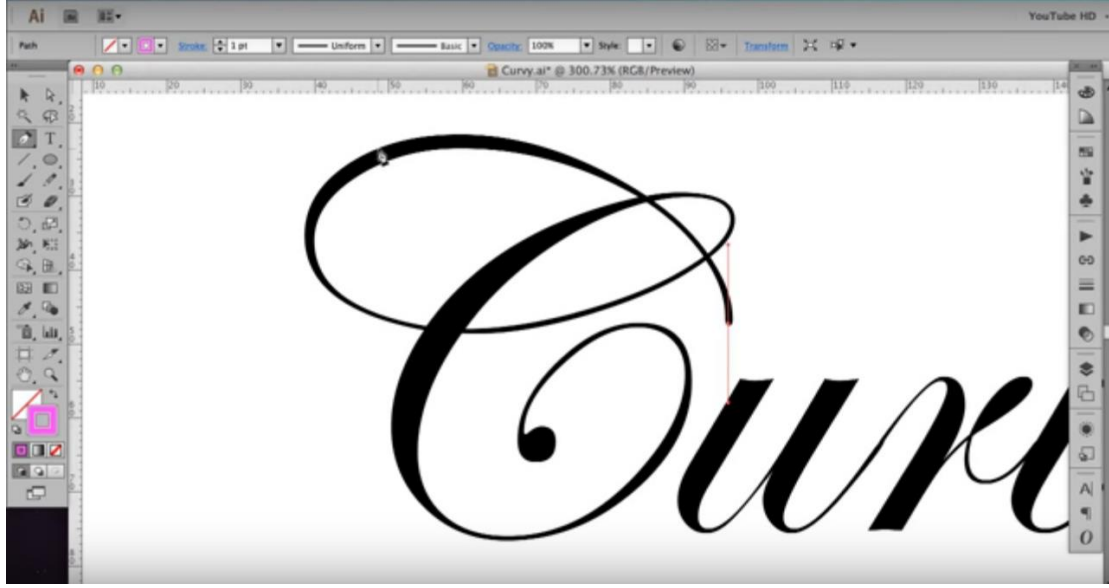 Ai YouTube HD
Path Stroke: 1 pt Uniform Basic Opacity: 100% Style: Transform
Curvy.ai* @ 300.73% (RGB/Preview)
10 20 30 40 50 60 70 80 90 100 110 120 130 14
T
Curv
A
¶
O